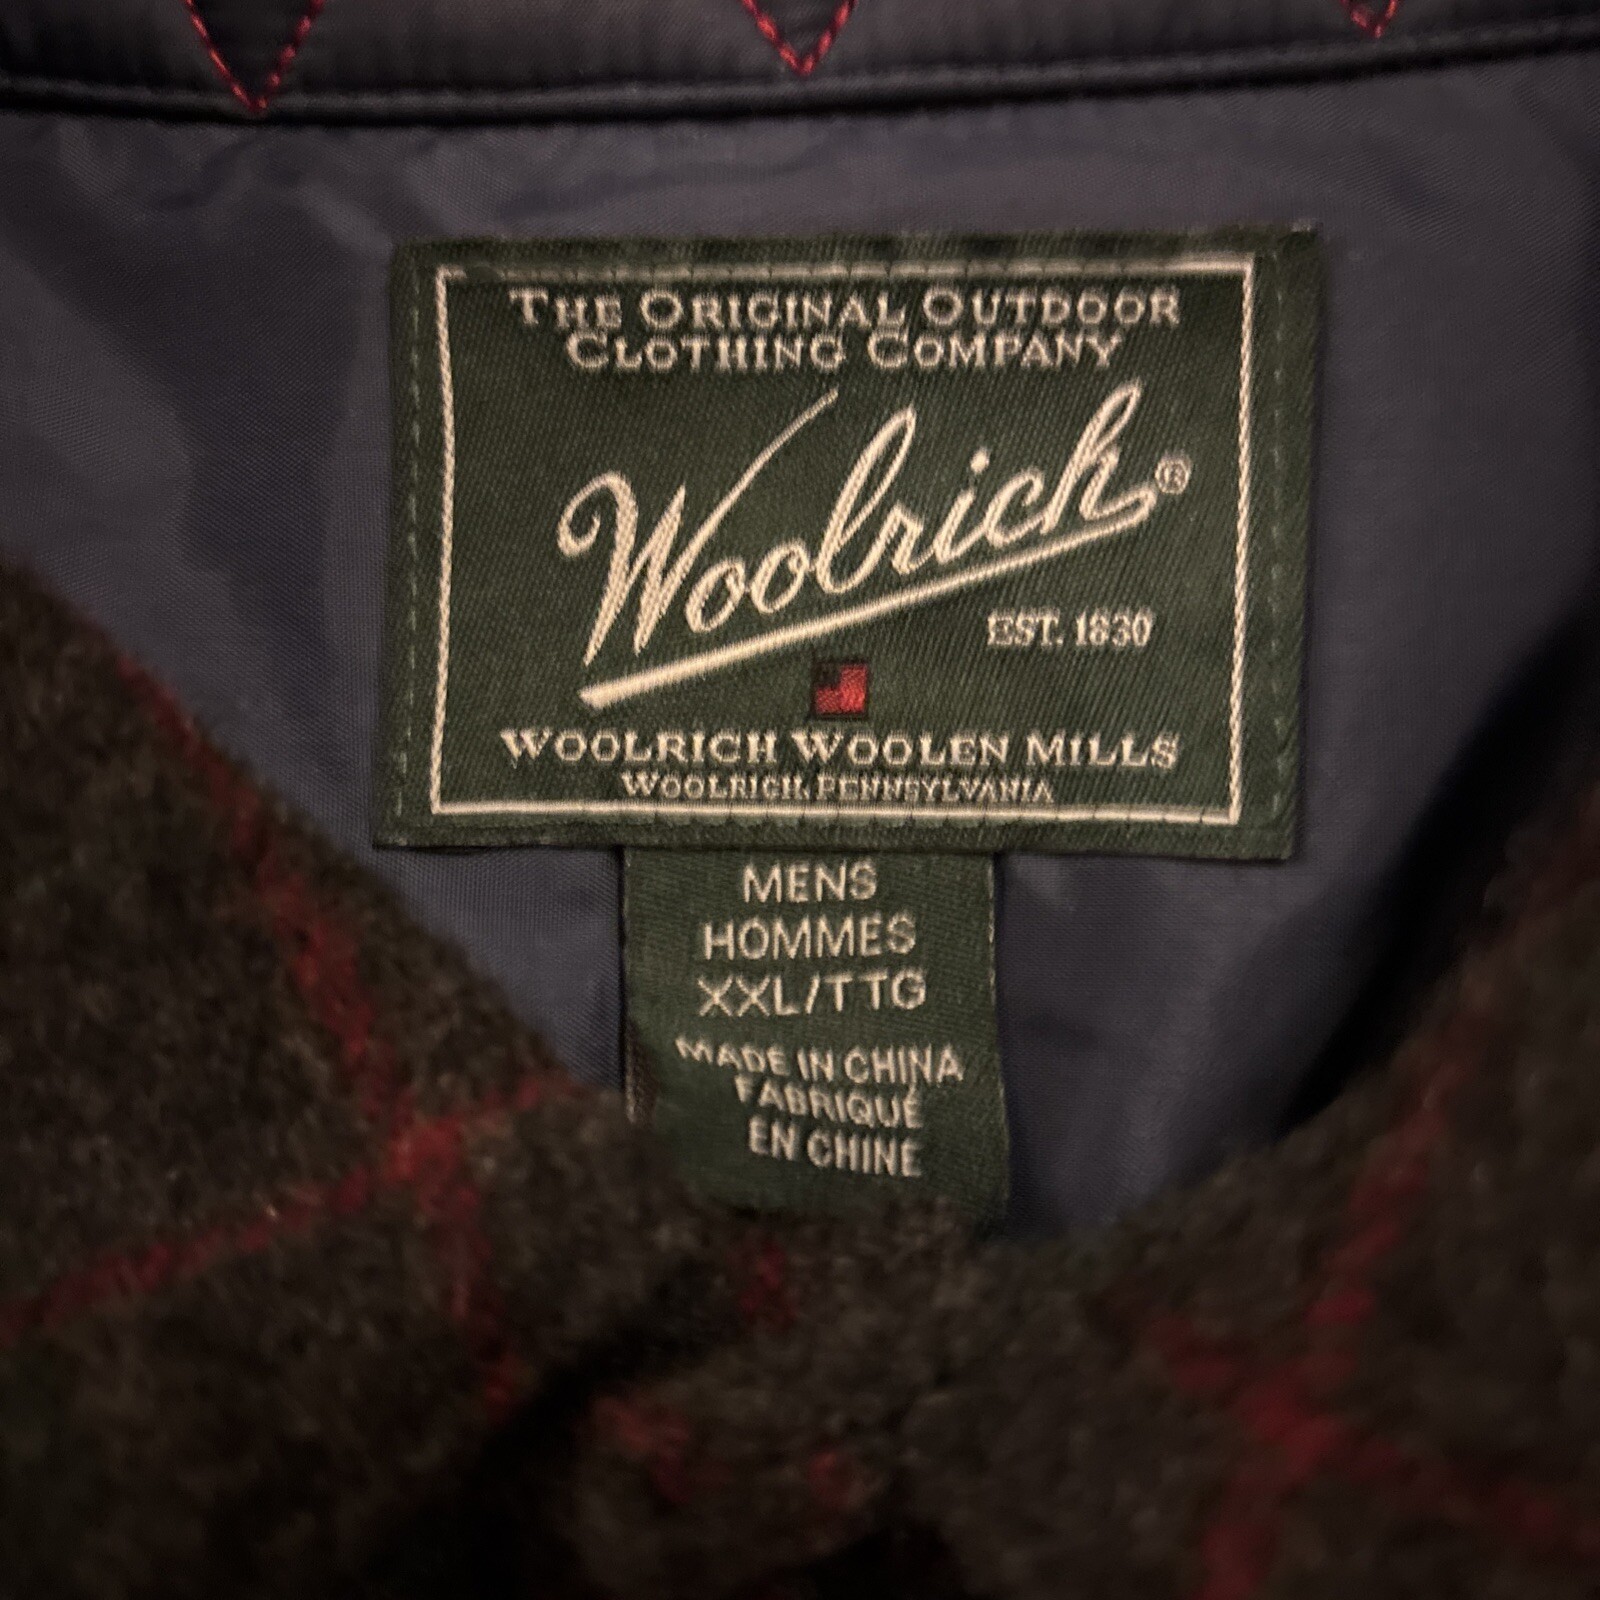 THE ORIGINAL OUTDOOR
CLOTHING COMPANY
Woolrich®
EST. 1830
WOOLRICH WOOLEN MILLS
WOOLRICH, PENNSYLVANIA
MENS
HOMMES
XXL/TTG
MADE IN CHINA
FABRIQUÉ
EN CHINE